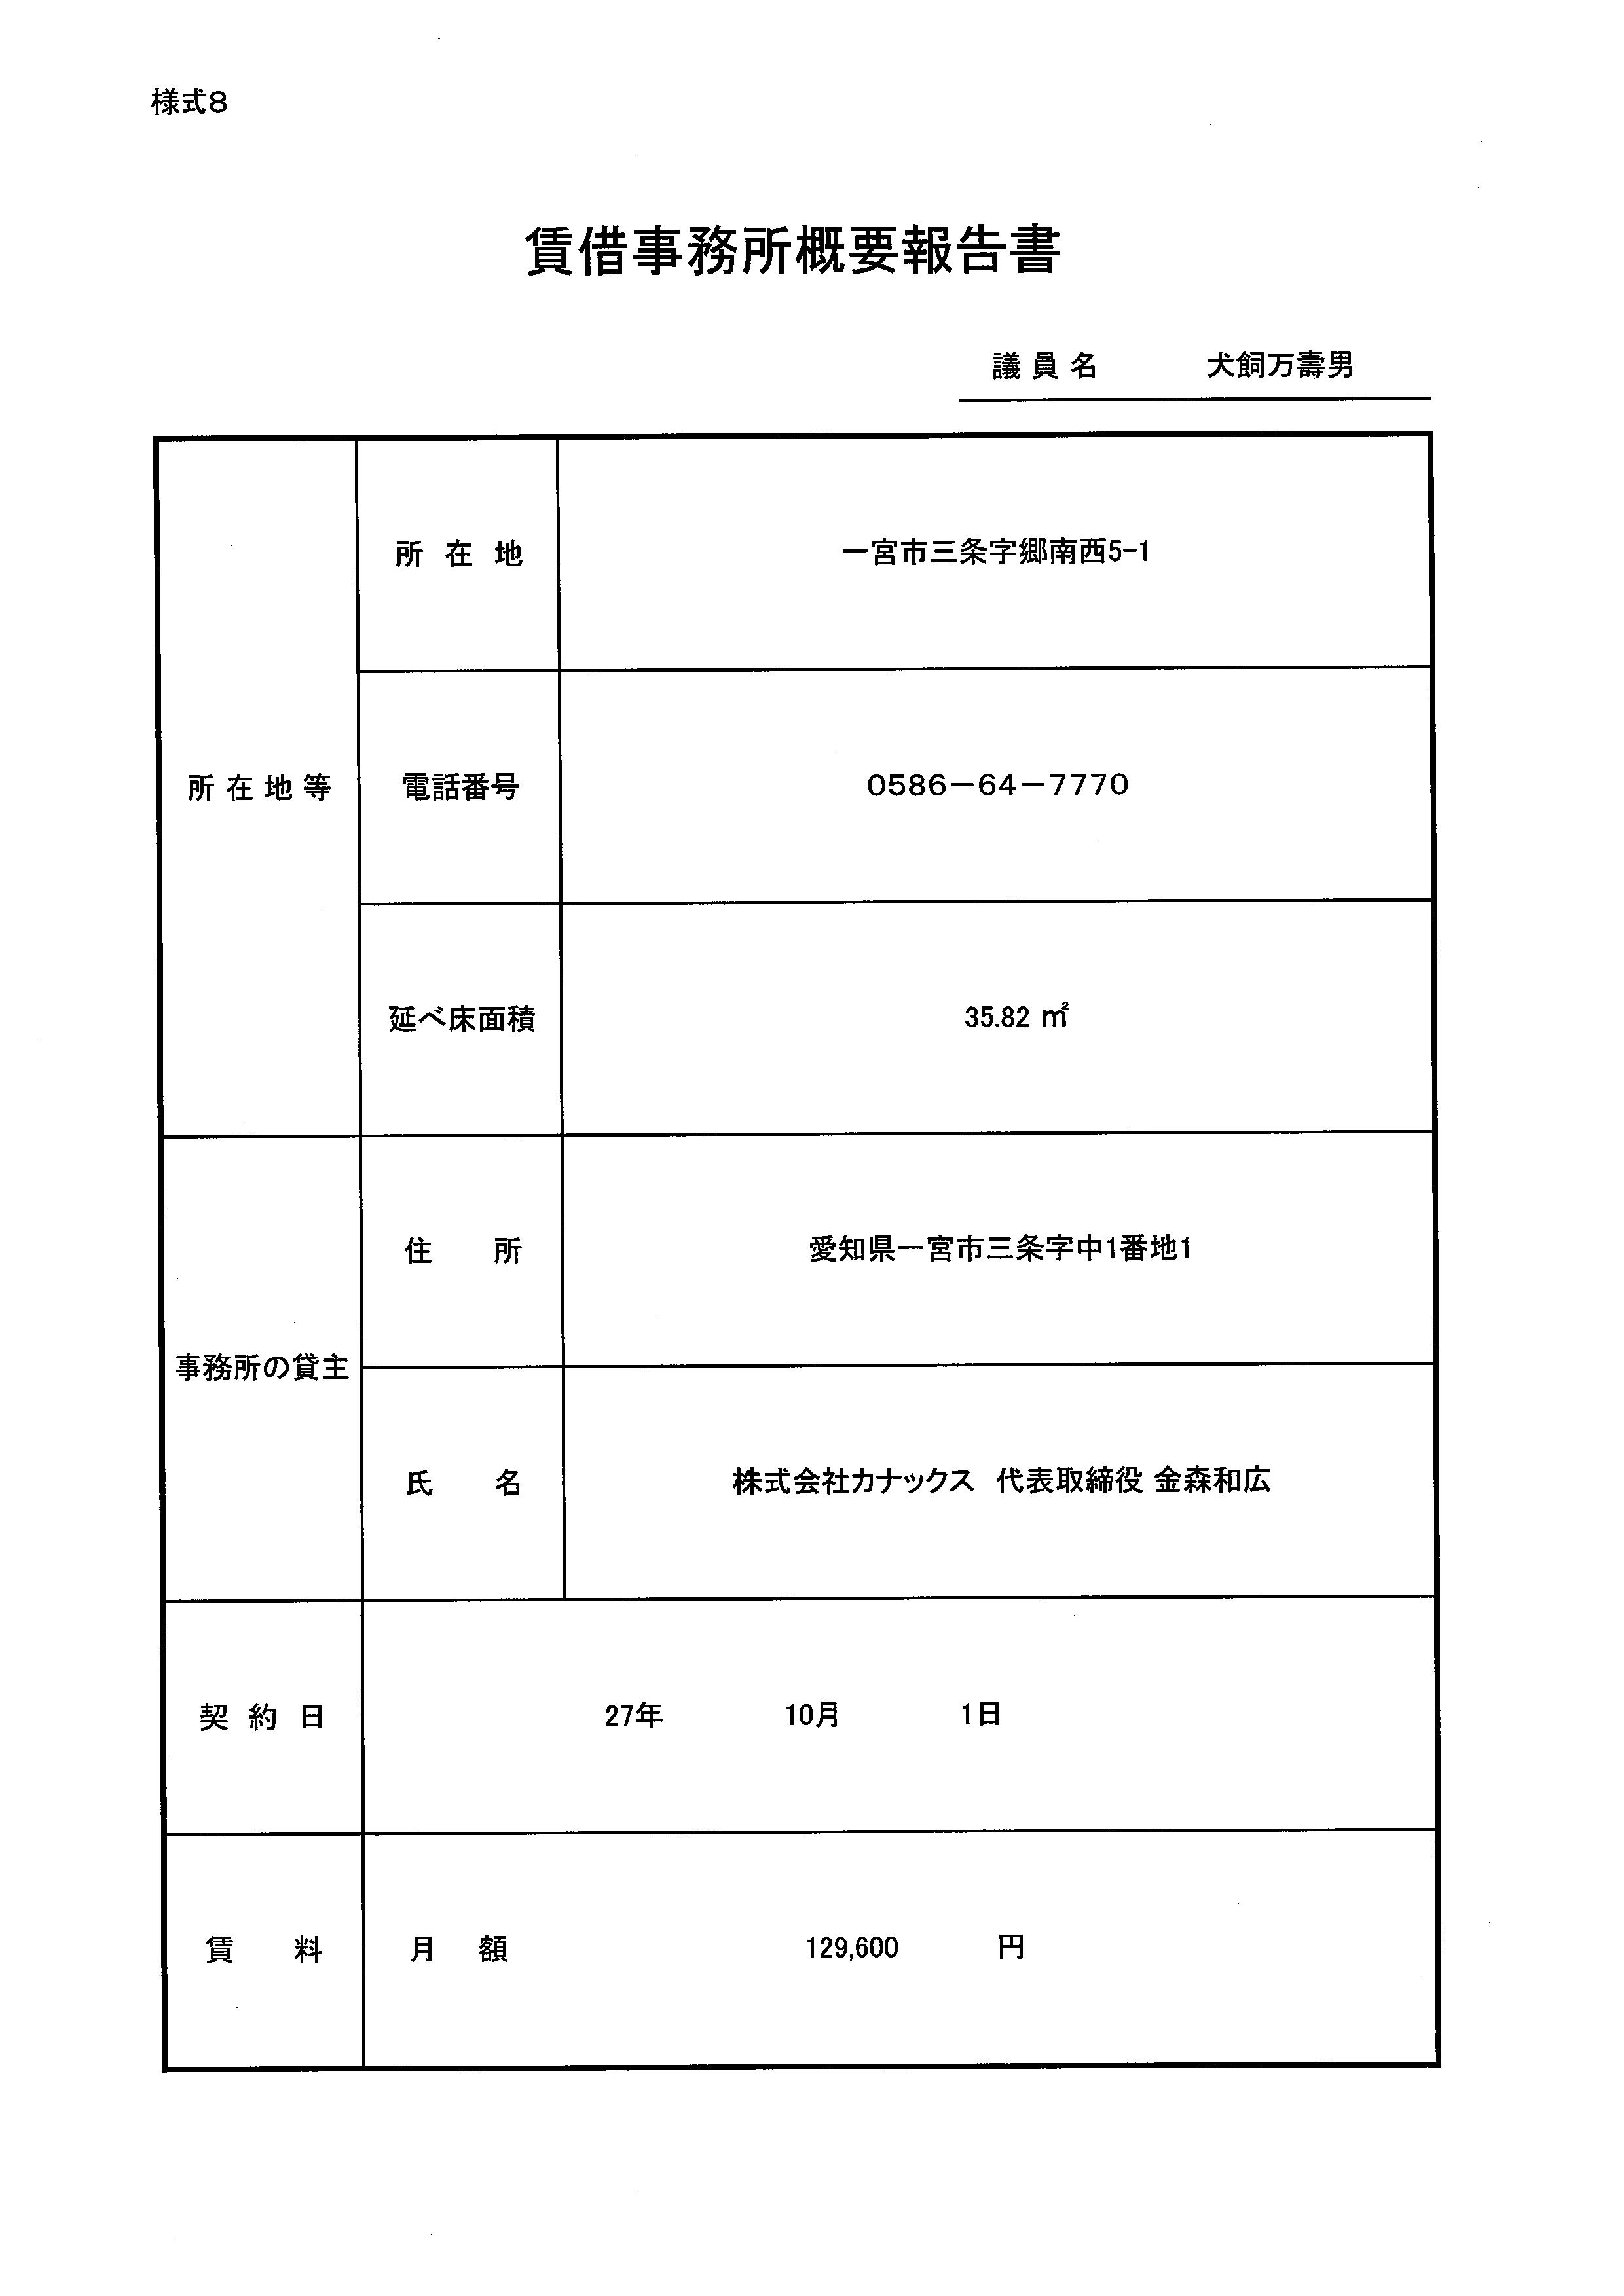 様式8
賃借事務所概要報告書
議員名 犬飼万壽男
所在地等
所在地 一宮市三条字郷南西5-1
電話番号 0586-64-7770
延べ床面積 35.82 ㎡
事務所の貸主
住所 愛知県一宮市三条字中1番地1
氏名 株式会社カナックス 代表取締役 金森和広
契約日 27年 10月 1日
賃料 月額 129,600 円